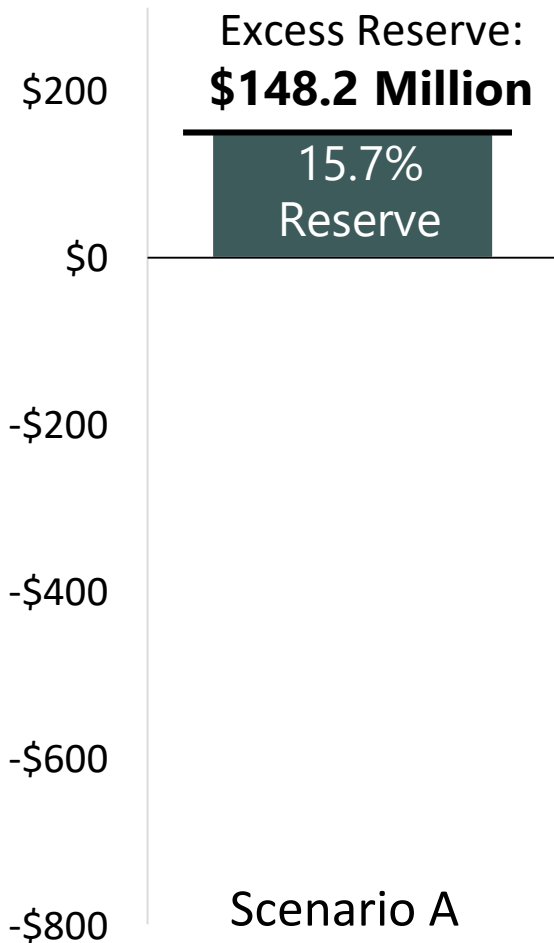 Excess Reserve:
$200
$148.2 Million
15.7%
Reserve
$0
-$200
-$400
-$600
-$800
Scenario A